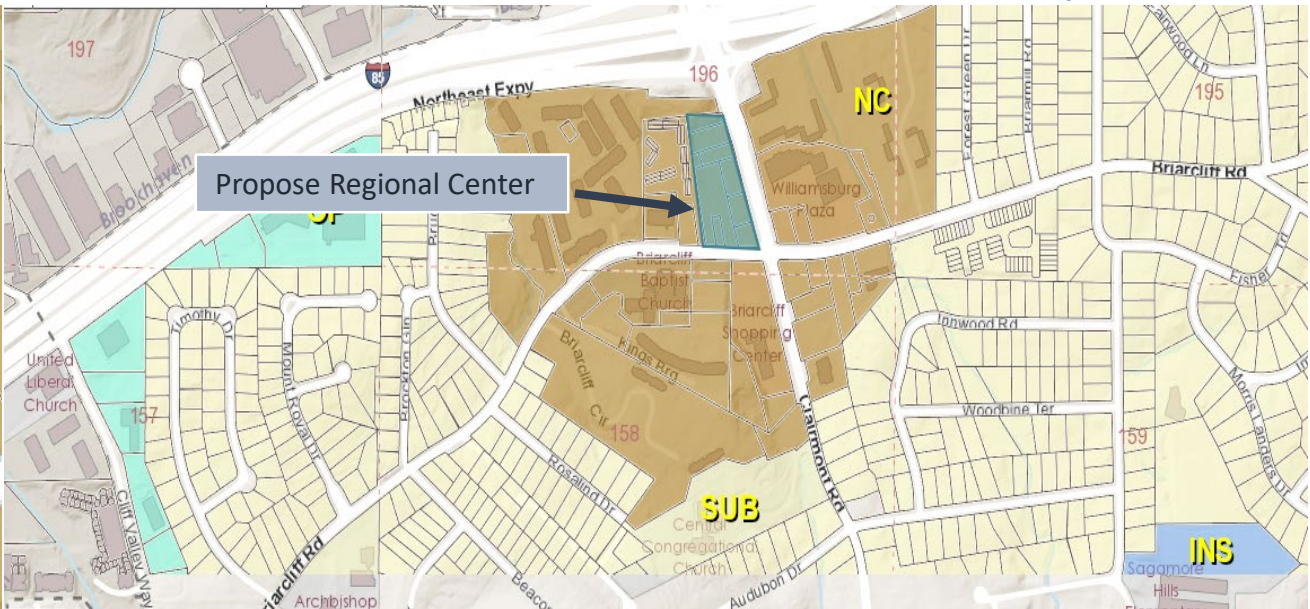 197
85
Northeast Expy
196
NC
195
Forest Green Dr
Briarmill Rd
Briarcliff Rd
Brookhaven
Propose Regional Center
Williamsburg
Plaza
OP
Briarcliff
Baptist
Church
Briarcliff
Shopping
Center
Fisher
Timothy Dr
Innwood Rd
Mount Royal Dr
Kings Brg
Briarcliff Cir
United
Liberal
Church
157
Woodbine Ter
Morris Landers Dr
158
159
Clairmont Rd
Rosalind Dr
SUB
Central
Congregational
Church
Cliff Valley Way
Briarcliff Rd
INS
Sagamore
Hills
Audubon Dr
Archbishop